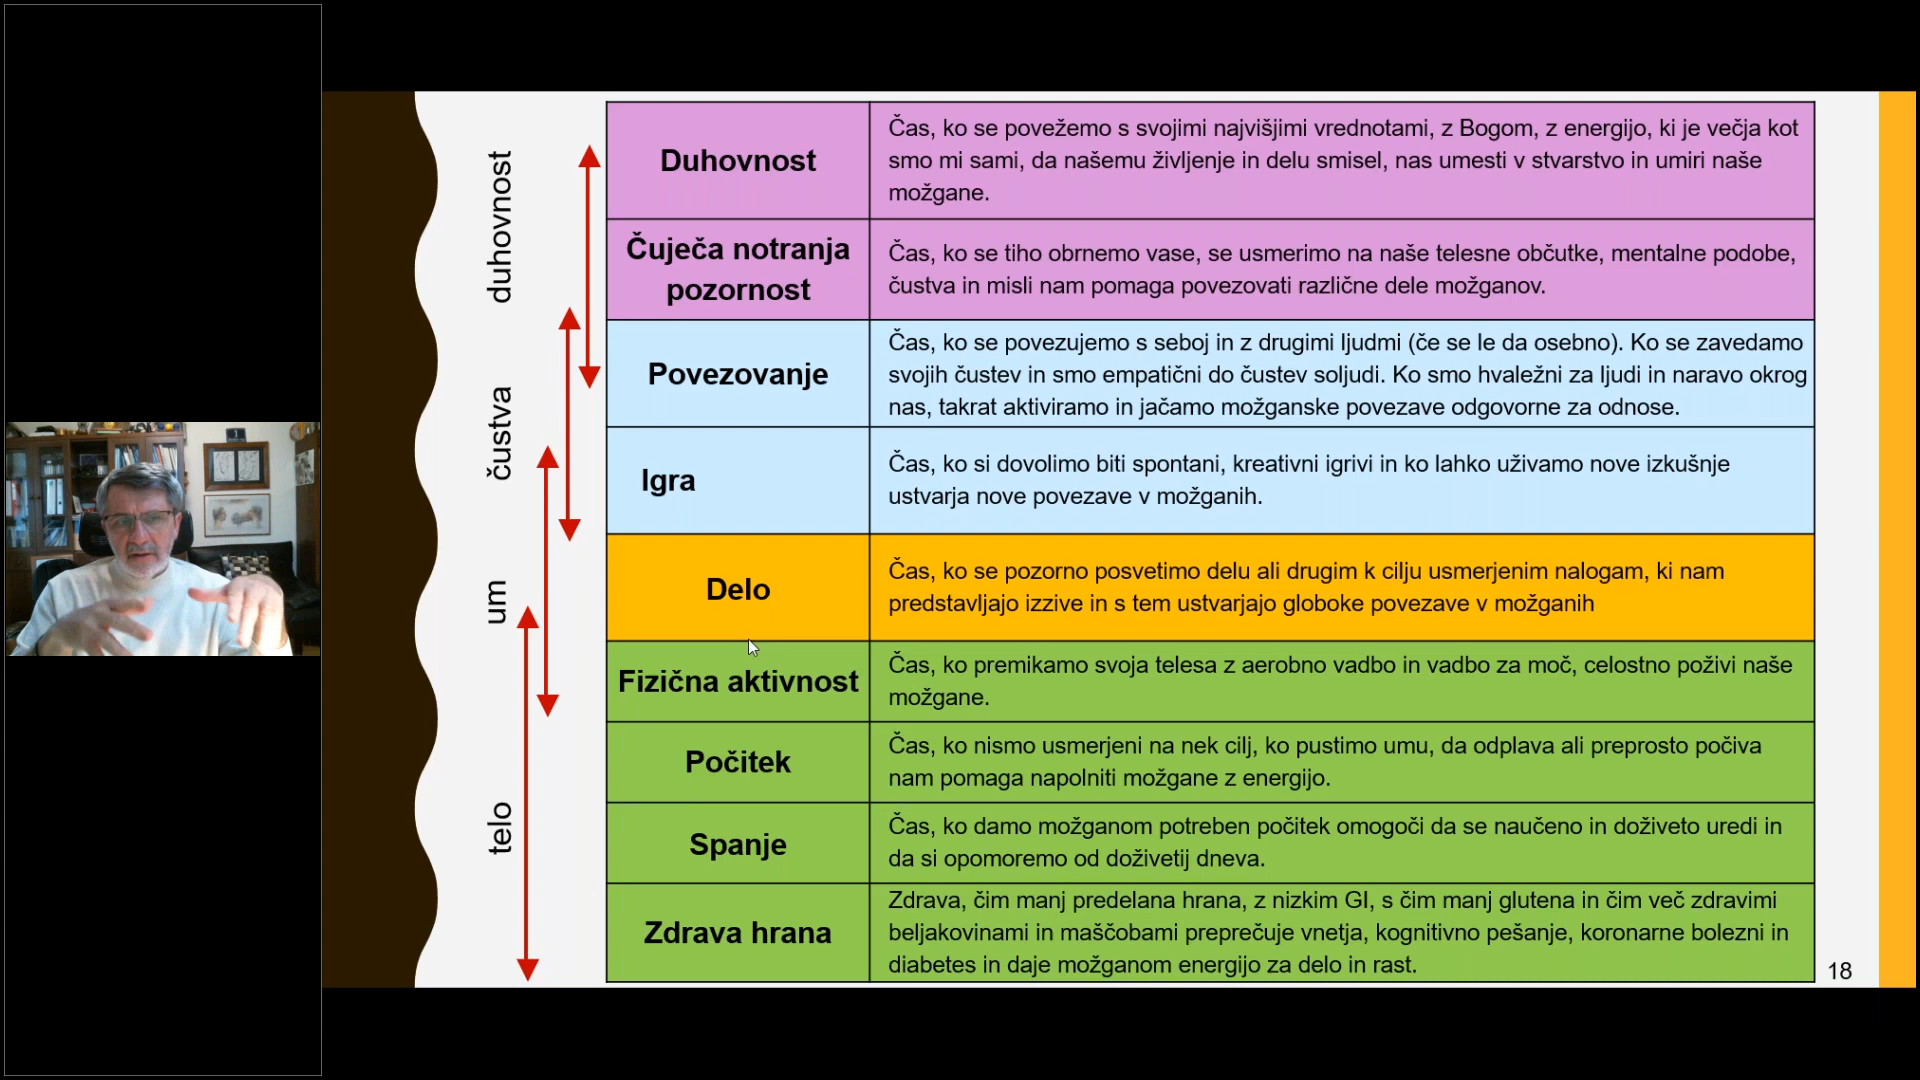 duhovnost
čustva
um
telo
Duhovnost
Čas, ko se povežemo s svojimi najvišjimi vrednotami, z Bogom, z energijo, ki je večja kot
smo mi sami, da našemu življenje in delu smisel, nas umesti v stvarstvo in umiri naše
možgane.
Čuječa notranja
pozornost
Čas, ko se tiho obrnemo vase, se usmerimo na naše telesne občutke, mentalne podobe,
čustva in misli nam pomaga povezovati različne dele možganov.
Povezovanje
Čas, ko se povezujemo s seboj in z drugimi ljudmi (če se le da osebno). Ko se zavedamo
svojih čustev in smo empatični do čustev soljudi. Ko smo hvaležni za ljudi in naravo okrog
nas, takrat aktiviramo in jačamo možganske povezave odgovorne za odnose.
Igra
Čas, ko si dovolimo biti spontani, kreativni igrivi in ko lahko uživamo nove izkušnje
ustvarja nove povezave v možganih.
Delo
Čas, ko se pozorno posvetimo delu ali drugim k cilju usmerjenim nalogam, ki nam
predstavljajo izzive in s tem ustvarjajo globoke povezave v možganih
Fizična aktivnost
Čas, ko premikamo svoja telesa z aerobno vadbo in vadbo za moč, celostno poživi naše
možgane.
Počitek
Čas, ko nismo usmerjeni na nek cilj, ko pustimo umu, da odplava ali preprosto počiva
nam pomaga napolniti možgane z energijo.
Spanje
Čas, ko damo možganom potreben počitek omogoči da se naučeno in doživeto uredi in
da si opomoremo od doživetij dneva.
Zdrava hrana
Zdrava, čim manj predelana hrana, z nizkim GI, s čim manj glutena in čim več zdravimi
beljakovinami in maščobami preprečuje vnetja, kognitivno pešanje, koronarne bolezni in
diabetes in daje možganom energijo za delo in rast.
18